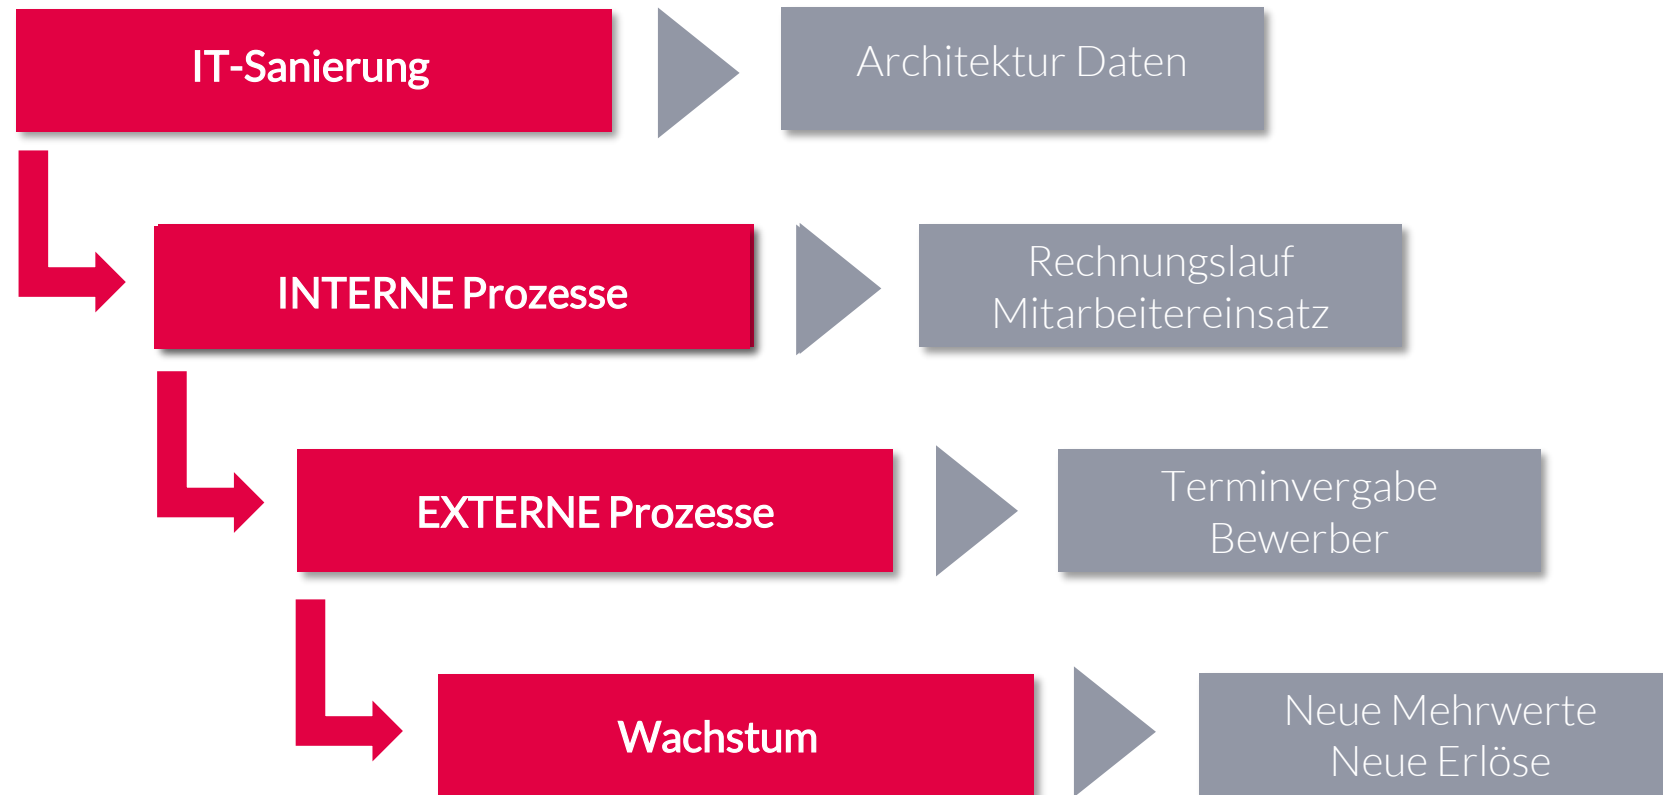 IT-Sanierung
Architektur Daten
INTERNE Prozesse
Rechnungslauf
Mitarbeitereinsatz
EXTERNE Prozesse
Terminvergabe
Bewerber
Wachstum
Neue Mehrwerte
Neue Erlöse